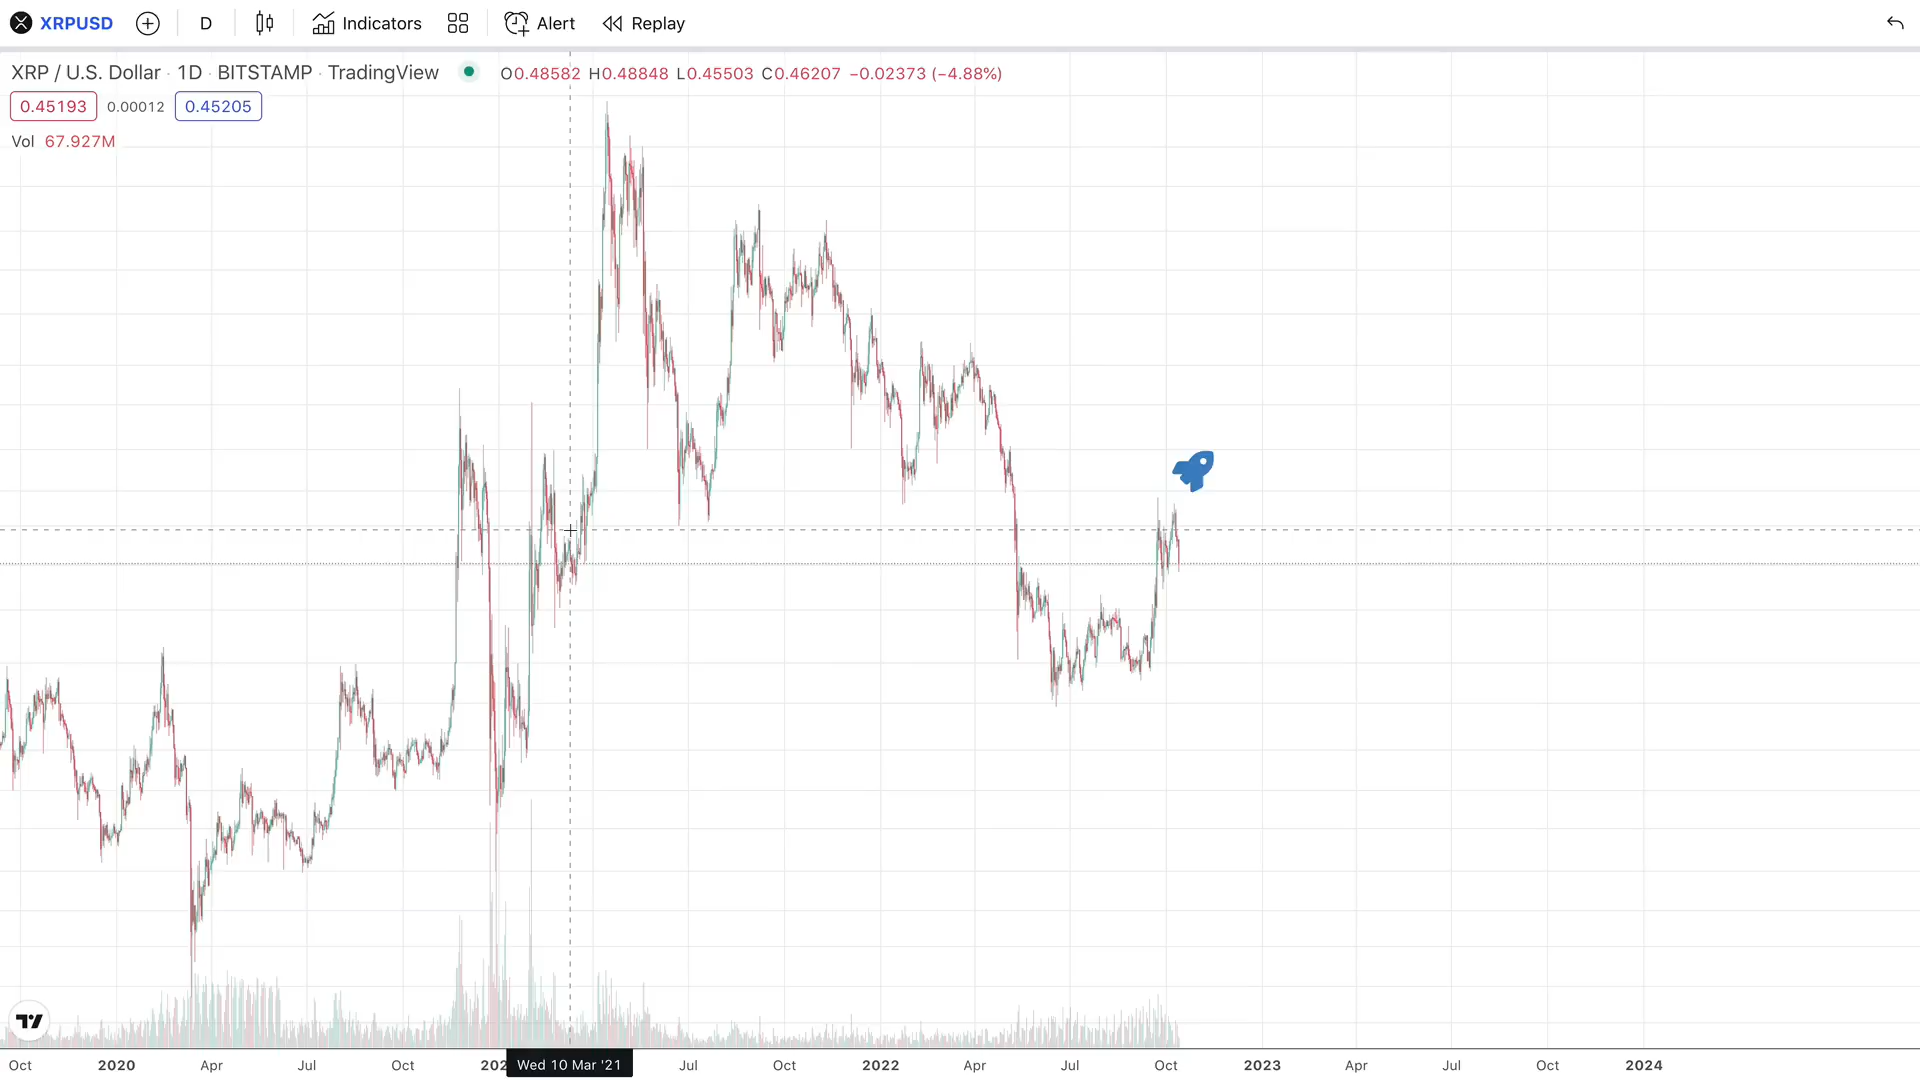 XRPUSD D Indicators Alert Replay
XRP / U.S. Dollar · 1D · BITSTAMP · TradingView O0.48582 H0.48848 L0.45503 C0.46207 −0.02373 (−4.88%)
0.45193 0.00012 0.45205
Vol 67.927M
Oct 2020 Apr Jul Oct 202 Wed 10 Mar '21 Jul Oct 2022 Apr Jul Oct 2023 Apr Jul Oct 2024